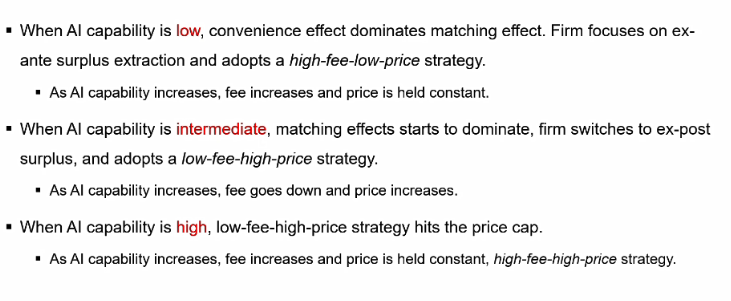 ▪ When AI capability is low, convenience effect dominates matching effect. Firm focuses on ex-
ante surplus extraction and adopts a high-fee-low-price strategy.
▪ As AI capability increases, fee increases and price is held constant.
▪ When AI capability is intermediate, matching effects starts to dominate, firm switches to ex-post
surplus, and adopts a low-fee-high-price strategy.
▪ As AI capability increases, fee goes down and price increases.
▪ When AI capability is high, low-fee-high-price strategy hits the price cap.
▪ As AI capability increases, fee increases and price is held constant, high-fee-high-price strategy.